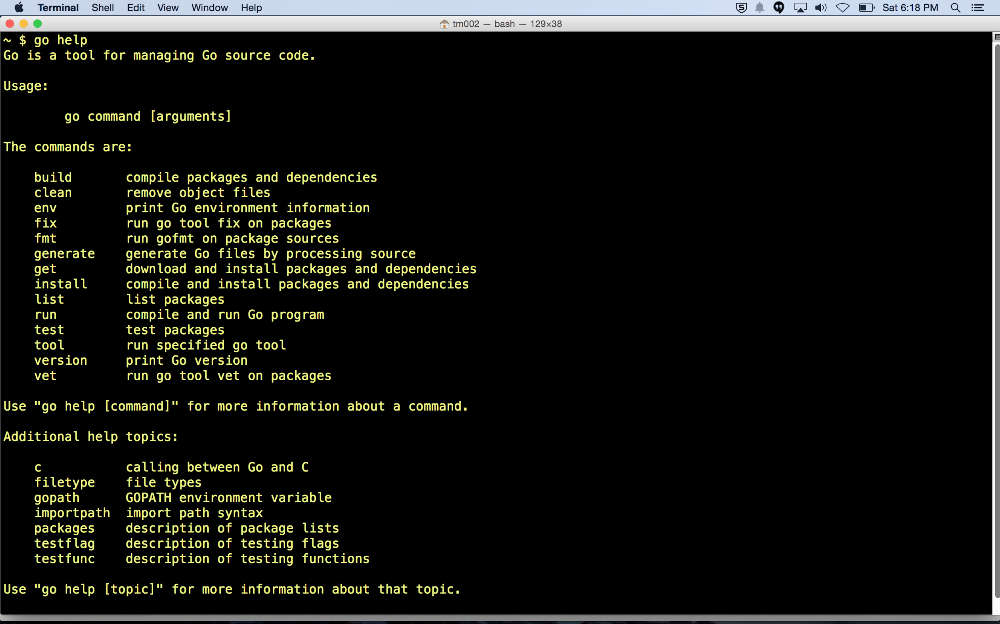 Terminal Shell Edit View Window Help Sat 6:18 PM
tm002 — bash — 129×38
~ $ go help
Go is a tool for managing Go source code.

Usage:

        go command [arguments]

The commands are:

    build       compile packages and dependencies
    clean       remove object files
    env         print Go environment information
    fix         run go tool fix on packages
    fmt         run gofmt on package sources
    generate    generate Go files by processing source
    get         download and install packages and dependencies
    install     compile and install packages and dependencies
    list        list packages
    run         compile and run Go program
    test        test packages
    tool        run specified go tool
    version     print Go version
    vet         run go tool vet on packages

Use "go help [command]" for more information about a command.

Additional help topics:

    c           calling between Go and C
    filetype    file types
    gopath      GOPATH environment variable
    importpath  import path syntax
    packages    description of package lists
    testflag    description of testing flags
    testfunc    description of testing functions

Use "go help [topic]" for more information about that topic.